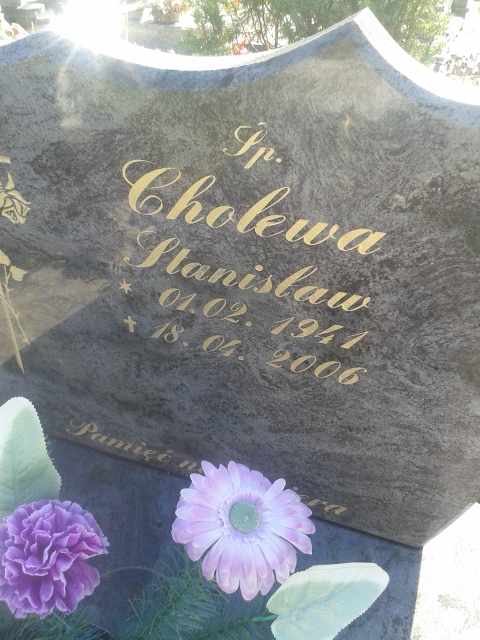 Śp.
Cholewa
Stanisław
* 01.02. 1941
✝ 18. 04. 2006
Pamięć